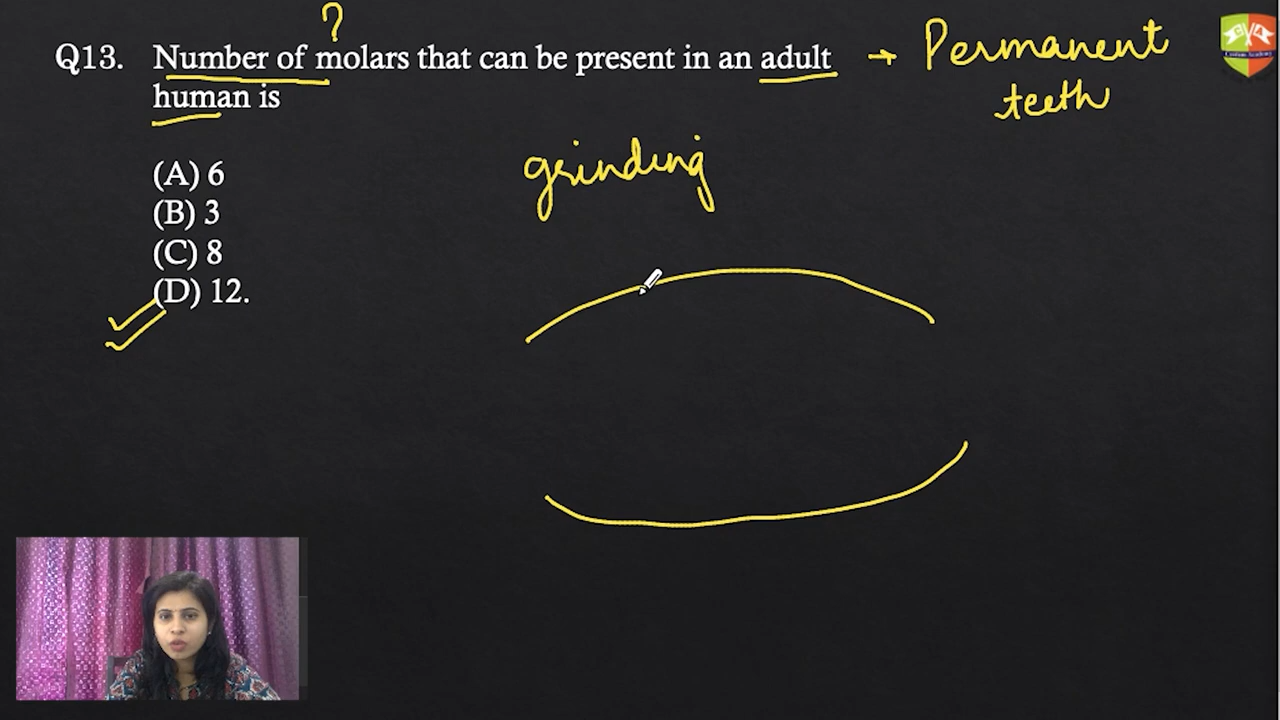 ?
Q13. Number of molars that can be present in an adult → Permanent
human is
teeth
grinding
(A) 6
(B) 3
(C) 8
(D) 12.